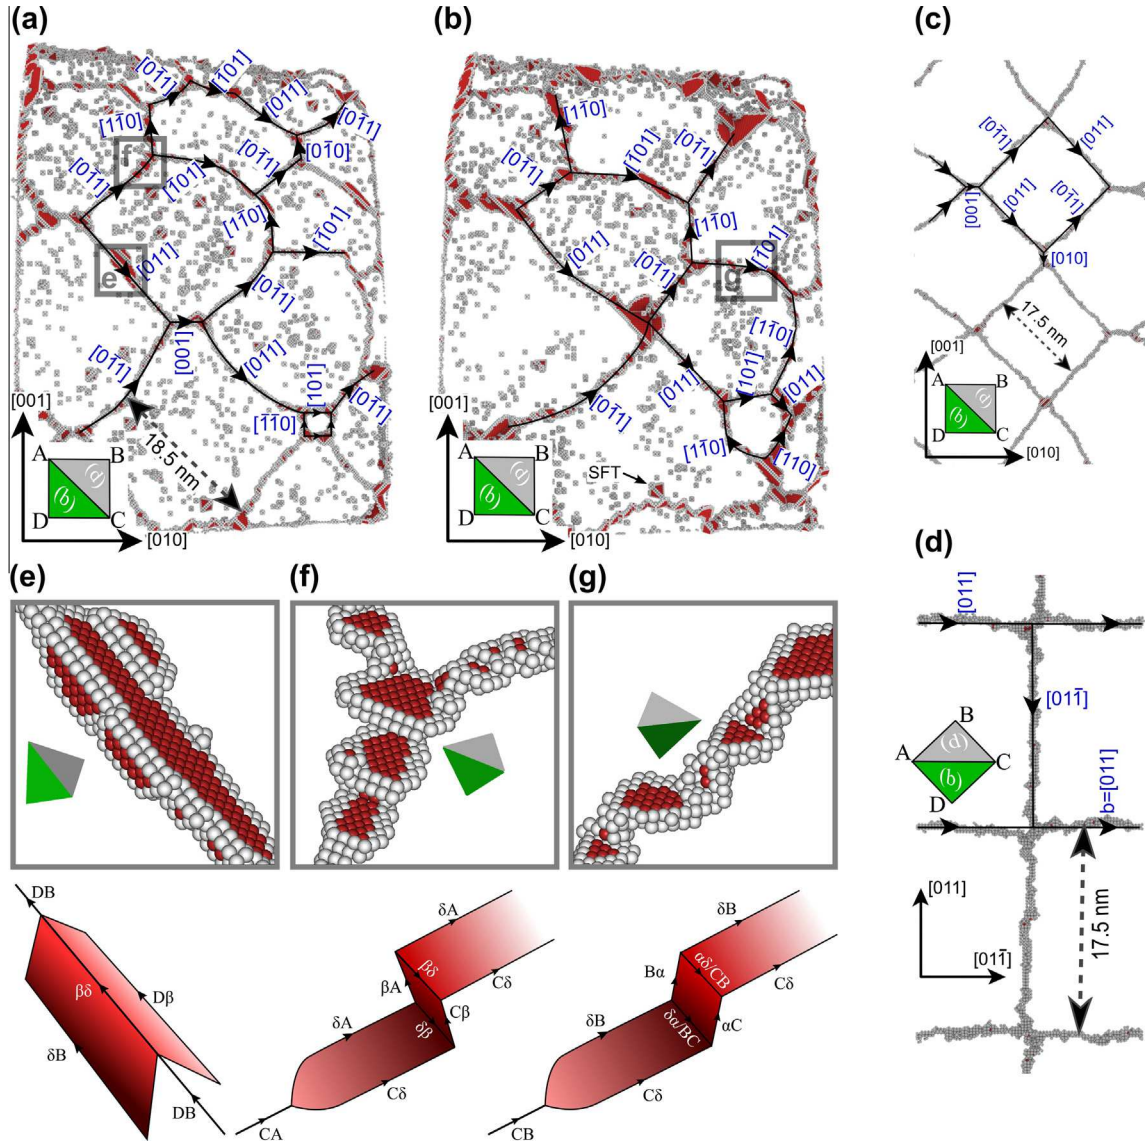 (a)
[01̄1]
[1̄01]
[011]
[01̄1]
[11̄0]
f
[01̄1]
[1̄01]
[01̄1]
[01̄0]
[11̄0]
[1̄01]
e
[011]
[01̄1]
[01̄1]
[001]
[011]
[101]
[01̄1]
[1̄1̄0]
18.5 nm
[001]
A
B
(b)
(d)
D
C
[010]
(b)
[11̄0]
[1̄01]
[01̄1]
[01̄1]
[11̄0]
[011]
[01̄1]
g
[1̄01]
[11̄0]
[011]
[101]
[011]
[01̄1]
[11̄0]
[110]
SFT
[001]
A
B
(b)
(d)
D
C
[010]
(c)
[01̄1]
[011]
[001]
[011]
[01̄1]
[010]
17.5 nm
[001]
A
B
(b)
(d)
D
C
[010]
(d)
[011]
[011̄]
B
A
(d)
C
(b)
D
b=[011]
[011]
[011̄]
17.5 nm
(e)
(f)
(g)
DB
βδ
Dβ
δB
DB
δA
βδ
Cδ
βA
Cβ
δA
δβ
Cδ
CA
δB
αδ/CB
Cδ
Bα
αC
δB
δα/BC
Cδ
CB